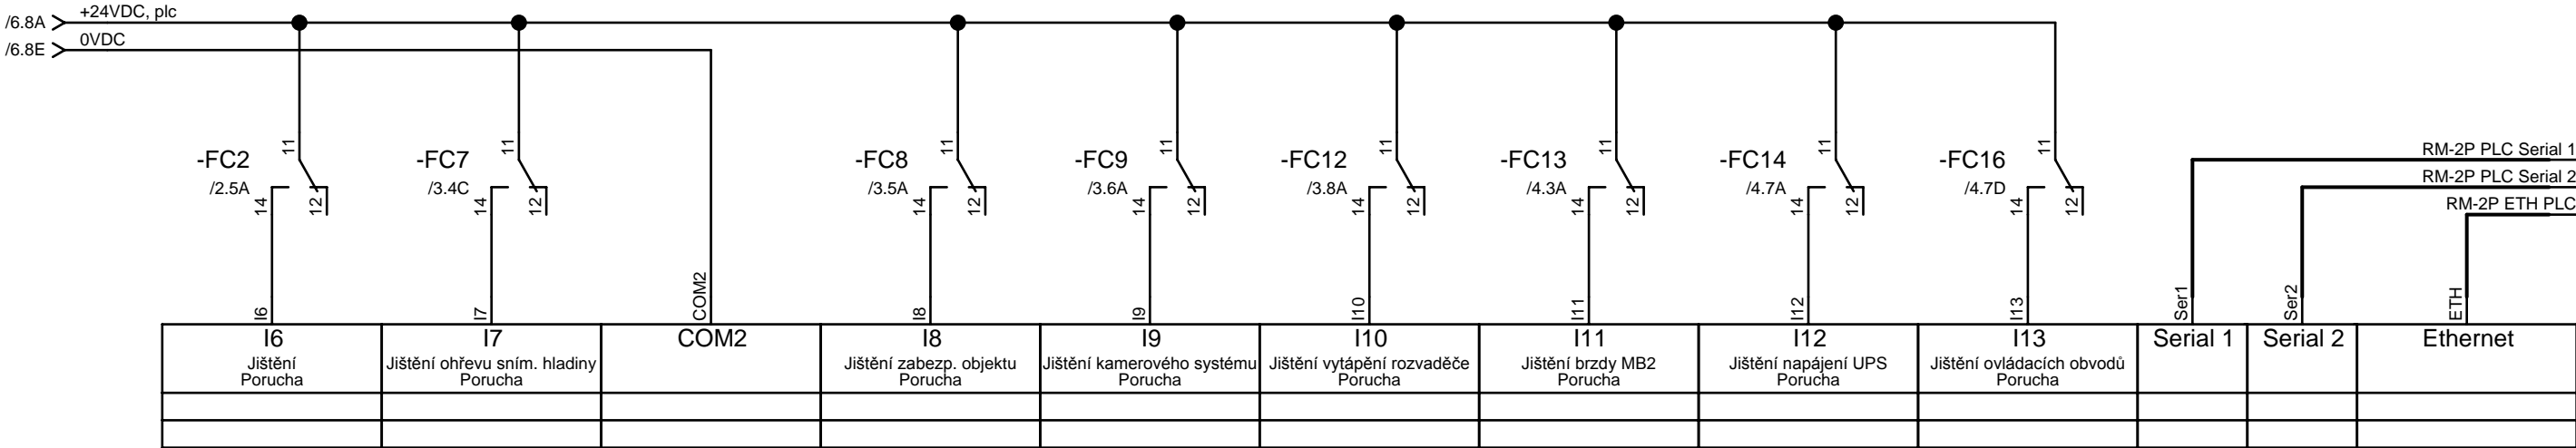 /6.8A
+24VDC, plc
/6.8E
0VDC
-FC2
/2.5A
11
14
12
-FC7
/3.4C
11
14
12
-FC8
/3.5A
11
14
12
-FC9
/3.6A
11
14
12
-FC12
/3.8A
11
14
12
-FC13
/4.3A
11
14
12
-FC14
/4.7A
11
14
12
-FC16
/4.7D
11
14
12
RM-2P PLC Serial 1
RM-2P PLC Serial 2
RM-2P ETH PLC
I6
I7
COM2
I8
I9
I10
I11
I12
I13
Ser1
Ser2
ETH
I6
Jištění
Porucha
I7
Jištění ohřevu sním. hladiny
Porucha
COM2
I8
Jištění zabezp. objektu
Porucha
I9
Jištění kamerového systému
Porucha
I10
Jištění vytápění rozvaděče
Porucha
I11
Jištění brzdy MB2
Porucha
I12
Jištění napájení UPS
Porucha
I13
Jištění ovládacích obvodů
Porucha
Serial 1
Serial 2
Ethernet